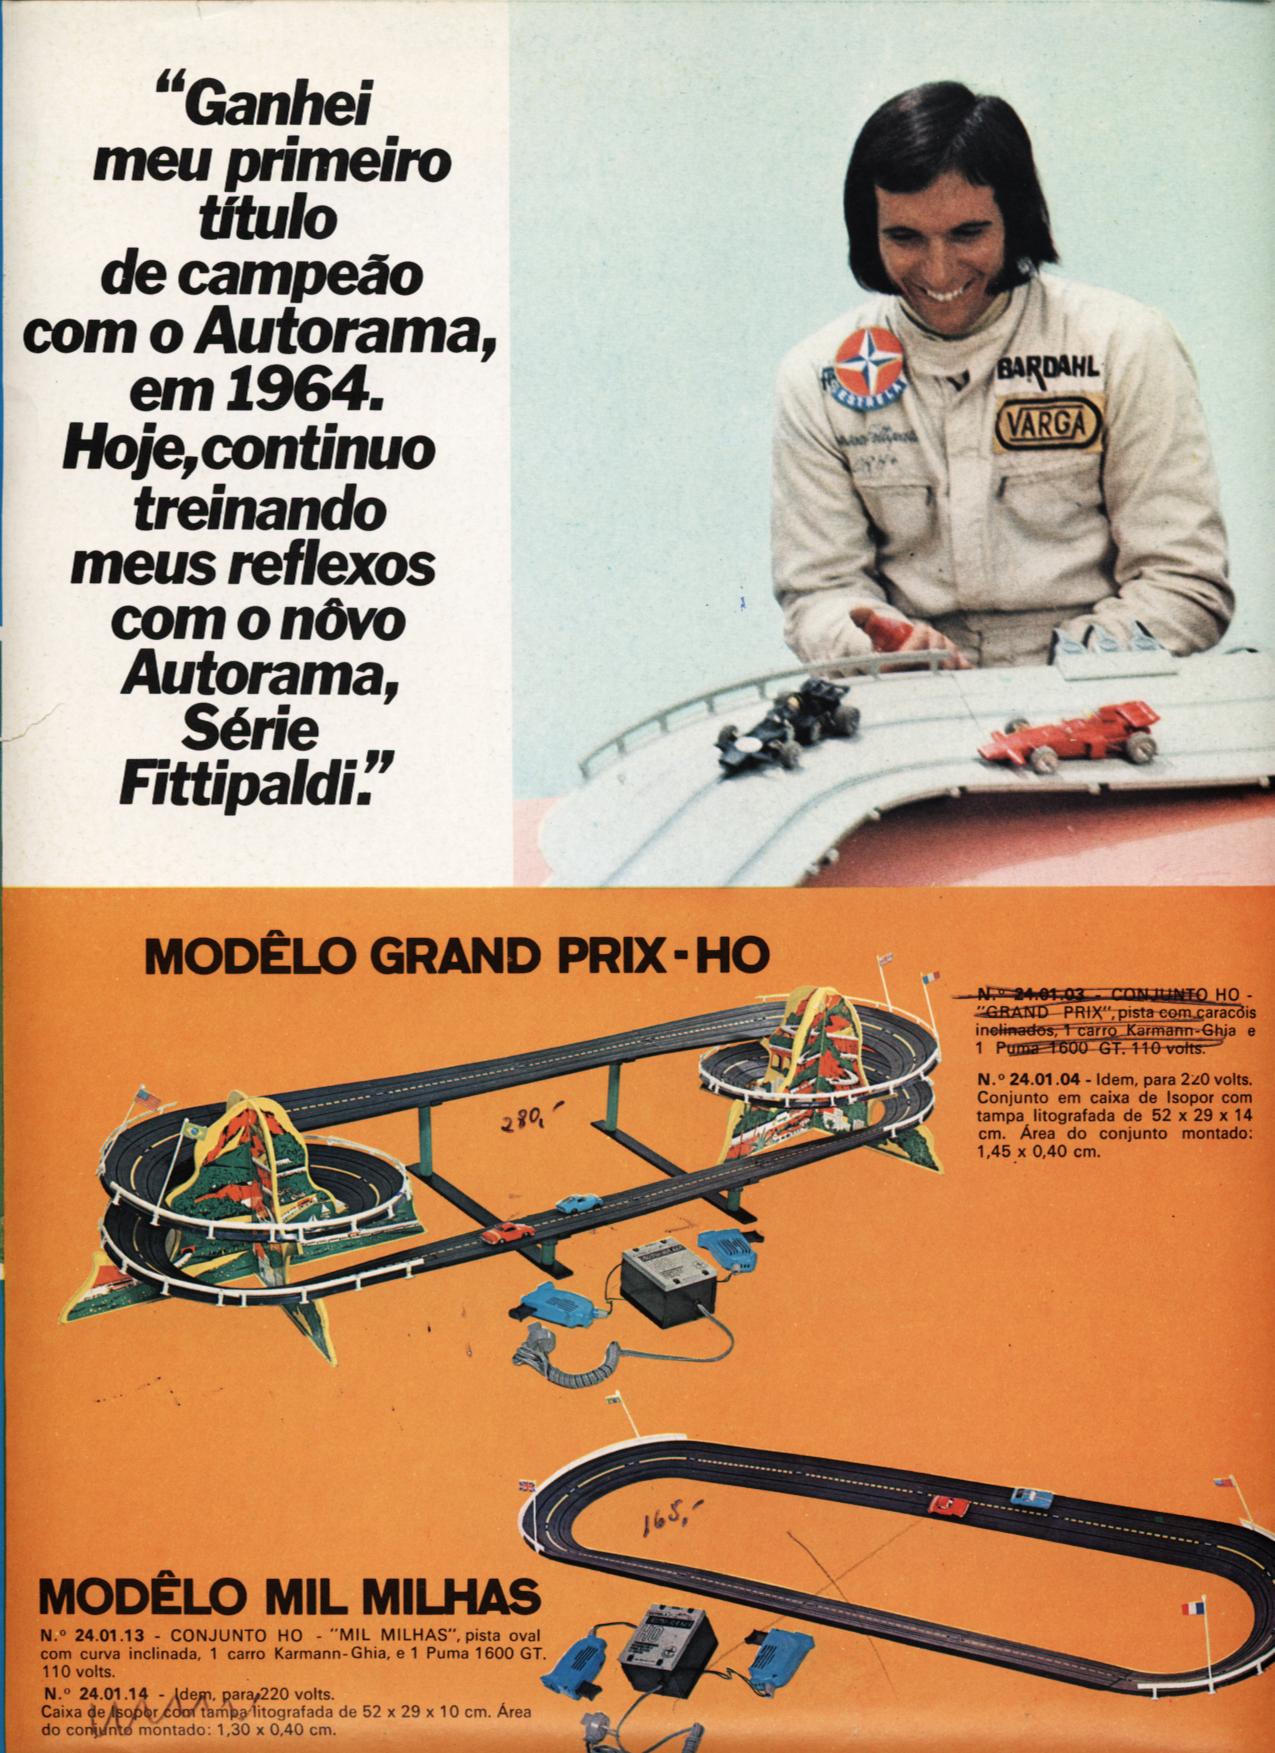 “Ganhei
meu primeiro
título
de campeão
com o Autorama,
em 1964.
Hoje, continuo
treinando
meus reflexos
com o nôvo
Autorama,
Série
Fittipaldi.”
ESTRELA
BARDAHL
VARGA
MODÊLO GRAND PRIX-HO
N.º 24.01.03 - CONJUNTO HO -
"GRAND PRIX", pista com caracóis
inclinados, 1 carro Karmann-Ghia e
1 Puma 1600 GT. 110 volts.
N.º 24.01.04 - Idem, para 220 volts.
Conjunto em caixa de Isopor com
tampa litografada de 52 x 29 x 14
cm. Área do conjunto montado:
1,45 x 0,40 cm.
280,-
165,-
MODÊLO MIL MILHAS
N.º 24.01.13 - CONJUNTO HO - "MIL MILHAS", pista oval
com curva inclinada, 1 carro Karmann-Ghia, e 1 Puma 1600 GT.
110 volts.
N.º 24.01.14 - Idem, para 220 volts.
Caixa de Isopor com tampa litografada de 52 x 29 x 10 cm. Área
do conjunto montado: 1,30 x 0,40 cm.